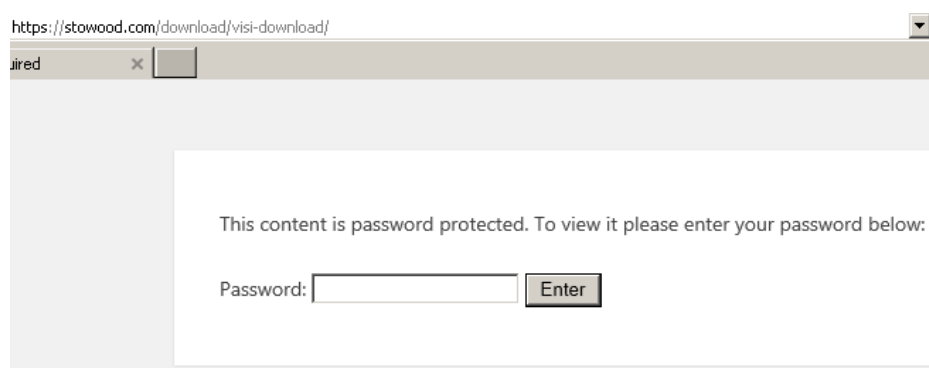 https://stowood.com/download/visi-download/
uired
This content is password protected. To view it please enter your password below:
Password:
Enter